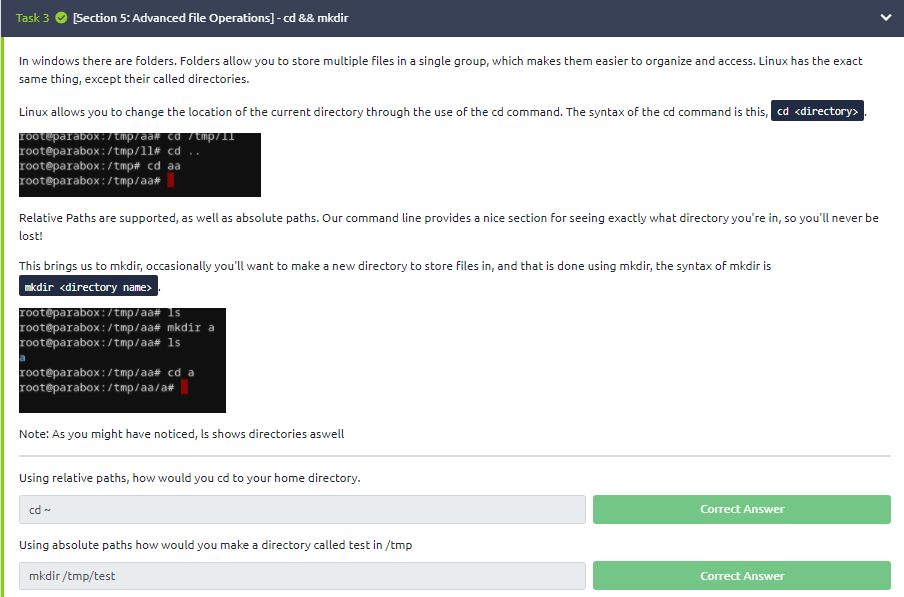 Task 3 [Section 5: Advanced file Operations] - cd && mkdir
In windows there are folders. Folders allow you to store multiple files in a single group, which makes them easier to organize and access. Linux has the exact
same thing, except their called directories.
Linux allows you to change the location of the current directory through the use of the cd command. The syntax of the cd command is this, cd <directory>.
root@parabox:/tmp/aa# cd /tmp/ll
root@parabox:/tmp/ll# cd ..
root@parabox:/tmp# cd aa
root@parabox:/tmp/aa#
Relative Paths are supported, as well as absolute paths. Our command line provides a nice section for seeing exactly what directory you're in, so you'll never be
lost!
This brings us to mkdir, occasionally you'll want to make a new directory to store files in, and that is done using mkdir, the syntax of mkdir is
mkdir <directory name>.
root@parabox:/tmp/aa# ls
root@parabox:/tmp/aa# mkdir a
root@parabox:/tmp/aa# ls
a
root@parabox:/tmp/aa# cd a
root@parabox:/tmp/aa/a#
Note: As you might have noticed, ls shows directories aswell
Using relative paths, how would you cd to your home directory.
cd ~
Correct Answer
Using absolute paths how would you make a directory called test in /tmp
mkdir /tmp/test
Correct Answer